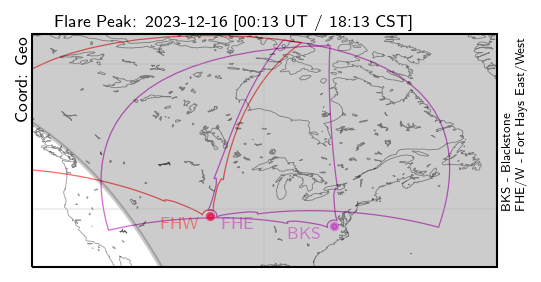 Flare Peak: 2023-12-16 [00:13 UT / 18:13 CST]
Coord: Geo
FHW
FHE
BKS
BKS - Blackstone
FHE/W - Fort Hays East/West